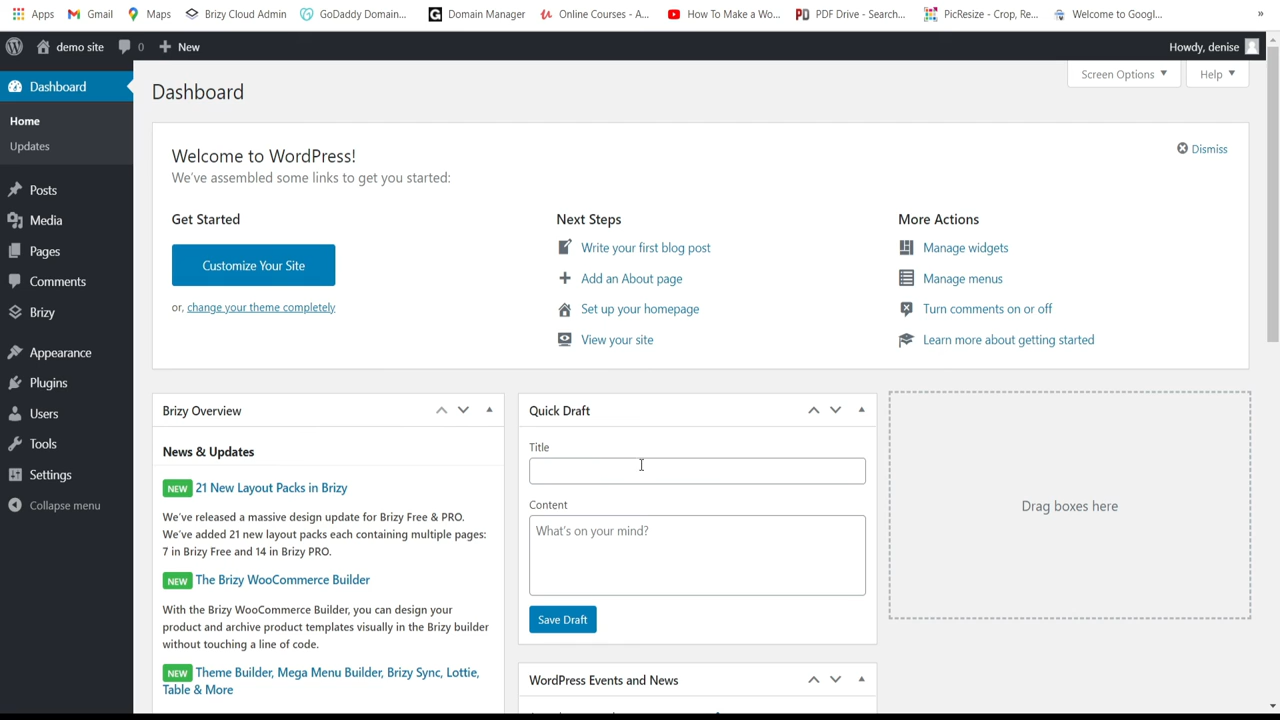 Apps Gmail Maps Brizy Cloud Admin GoDaddy Domain... Domain Manager Online Courses - A... How To Make a Wo... PDF Drive - Search... PicResize - Crop, Re... Welcome to Googl... »
demo site 0 + New Howdy, denise
Dashboard
Home
Updates
Posts
Media
Pages
Comments
Brizy
Appearance
Plugins
Users
Tools
Settings
Collapse menu
Screen Options
Help
Dashboard
Welcome to WordPress!
Dismiss
We've assembled some links to get you started:
Get Started
Customize Your Site
or, change your theme completely
Next Steps
Write your first blog post
Add an About page
Set up your homepage
View your site
More Actions
Manage widgets
Manage menus
Turn comments on or off
Learn more about getting started
Brizy Overview
News & Updates
NEW 21 New Layout Packs in Brizy
We've released a massive design update for Brizy Free & PRO.
We've added 21 new layout packs each containing multiple pages:
7 in Brizy Free and 14 in Brizy PRO.
NEW The Brizy WooCommerce Builder
With the Brizy WooCommerce Builder, you can design your
product and archive product templates visually in the Brizy builder
without touching a line of code.
NEW Theme Builder, Mega Menu Builder, Brizy Sync, Lottie,
Table & More
Quick Draft
Title
Content
What's on your mind?
Save Draft
WordPress Events and News
Drag boxes here